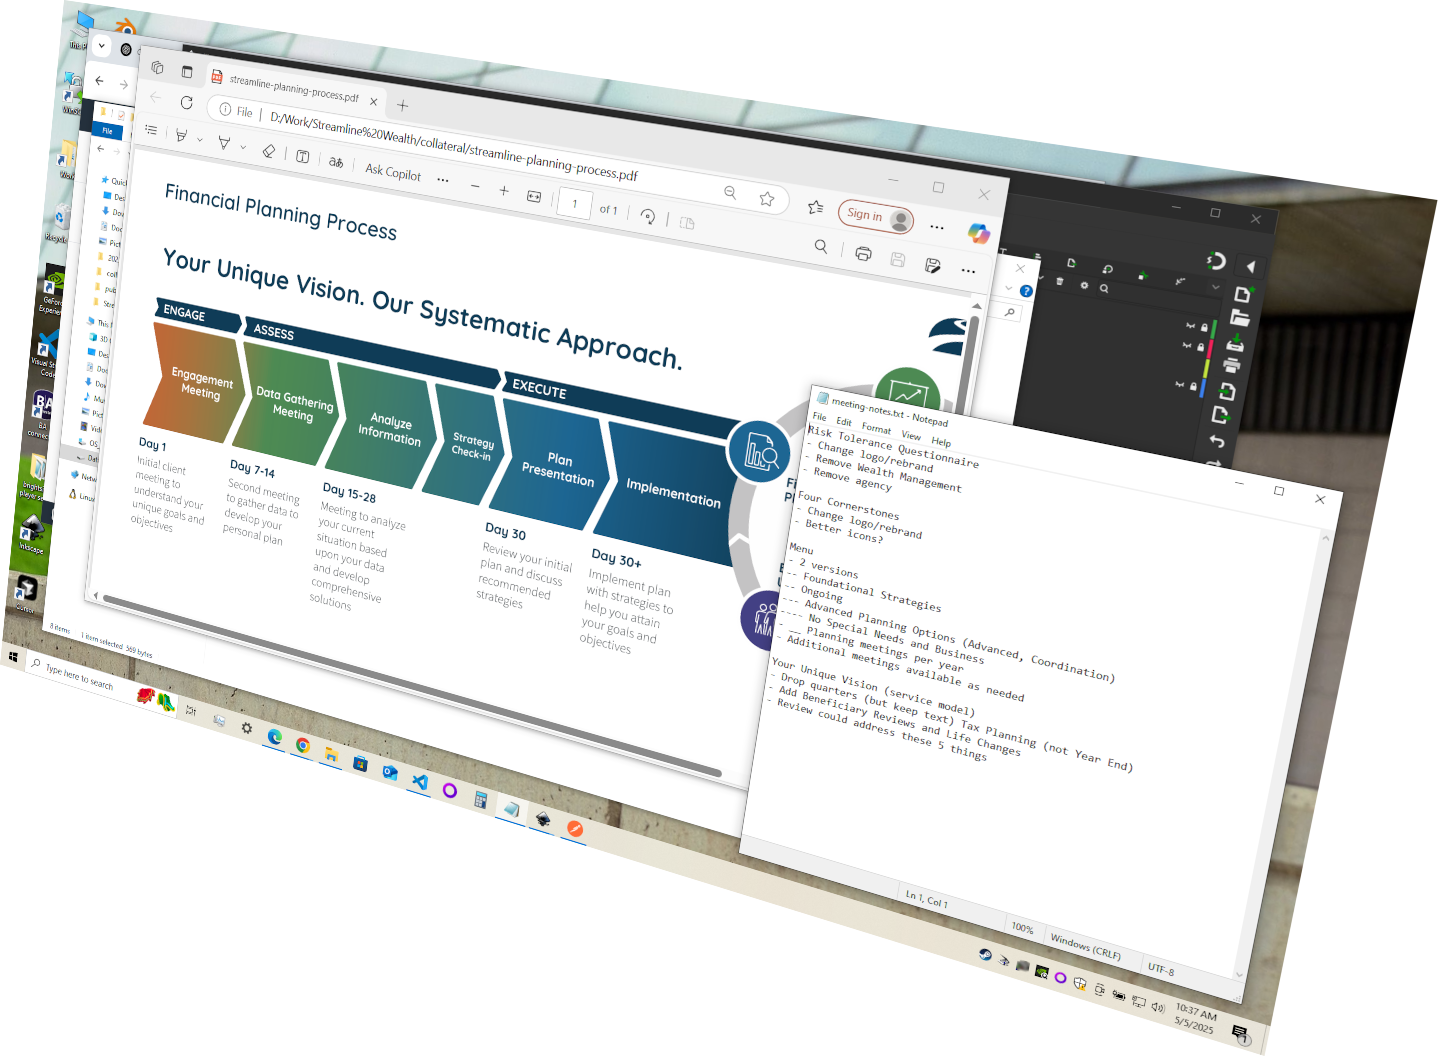 streamline-planning-process.pdf
File
D:/Work/Streamline%20Wealth/collateral/streamline-planning-process.pdf
Sign in
Ask Copilot
1
of 1
Financial Planning Process
Your Unique Vision. Our Systematic Approach.
ENGAGE
ASSESS
EXECUTE
Engagement
Meeting
Data Gathering
Meeting
Analyze
Information
Strategy
Check-in
Plan
Presentation
Implementation
Day 1
Initial client
meeting to
understand your
unique goals and
objectives
Day 7-14
Second meeting
to gather data to
develop your
personal plan
Day 15-28
Meeting to analyze
your current
situation based
upon your data
and develop
comprehensive
solutions
Day 30
Review your initial
plan and discuss
recommended
strategies
Day 30+
Implement plan
with strategies to
help you attain
your goals and
objectives
meeting-notes.txt - Notepad
File Edit Format View Help
Risk Tolerance Questionnaire
- Change logo/rebrand
- Remove Wealth Management
- Remove agency
Four Cornerstones
- Change logo/rebrand
- Better icons?
Menu
- 2 versions
-- Foundational Strategies
-- Ongoing
--- Advanced Planning Options (Advanced, Coordination)
---- No Special Needs and Business
- __ Planning meetings per year
- Additional meetings available as needed
Your Unique Vision (service model)
- Drop quarters (but keep text) Tax Planning (not Year End)
- Add Beneficiary Reviews and Life Changes
- Review could address these 5 things
Ln 1, Col 1
100%
Windows (CRLF)
UTF-8
File
8 items
1 item selected 569 bytes
Inkscape
Cursor
Type here to search
10:37 AM
5/5/2025